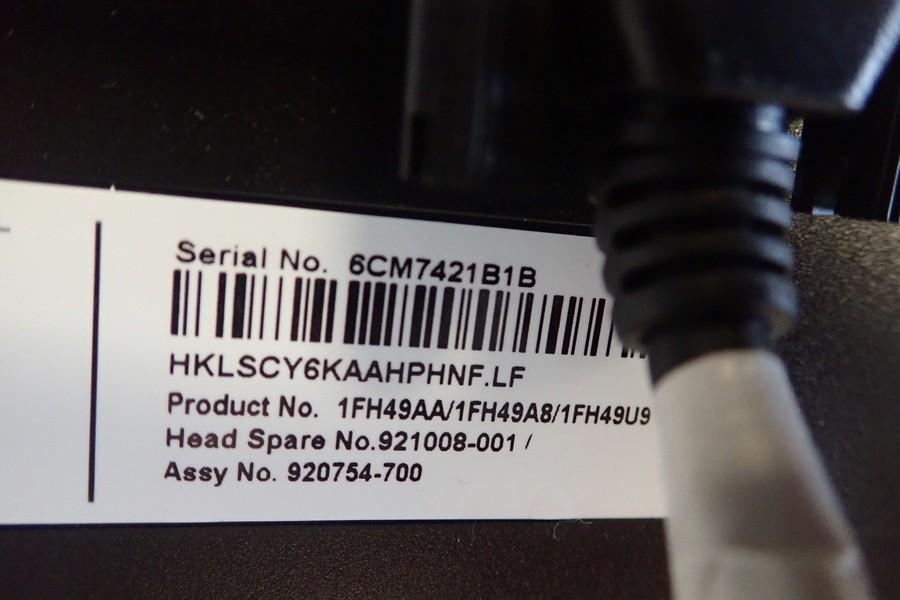 Serial No. 6CM7421B1B
HKLSCY6KAAHPHNF.LF
Product No. 1FH49AA/1FH49A8/1FH49U9
Head Spare No.921008-001 /
Assy No. 920754-700